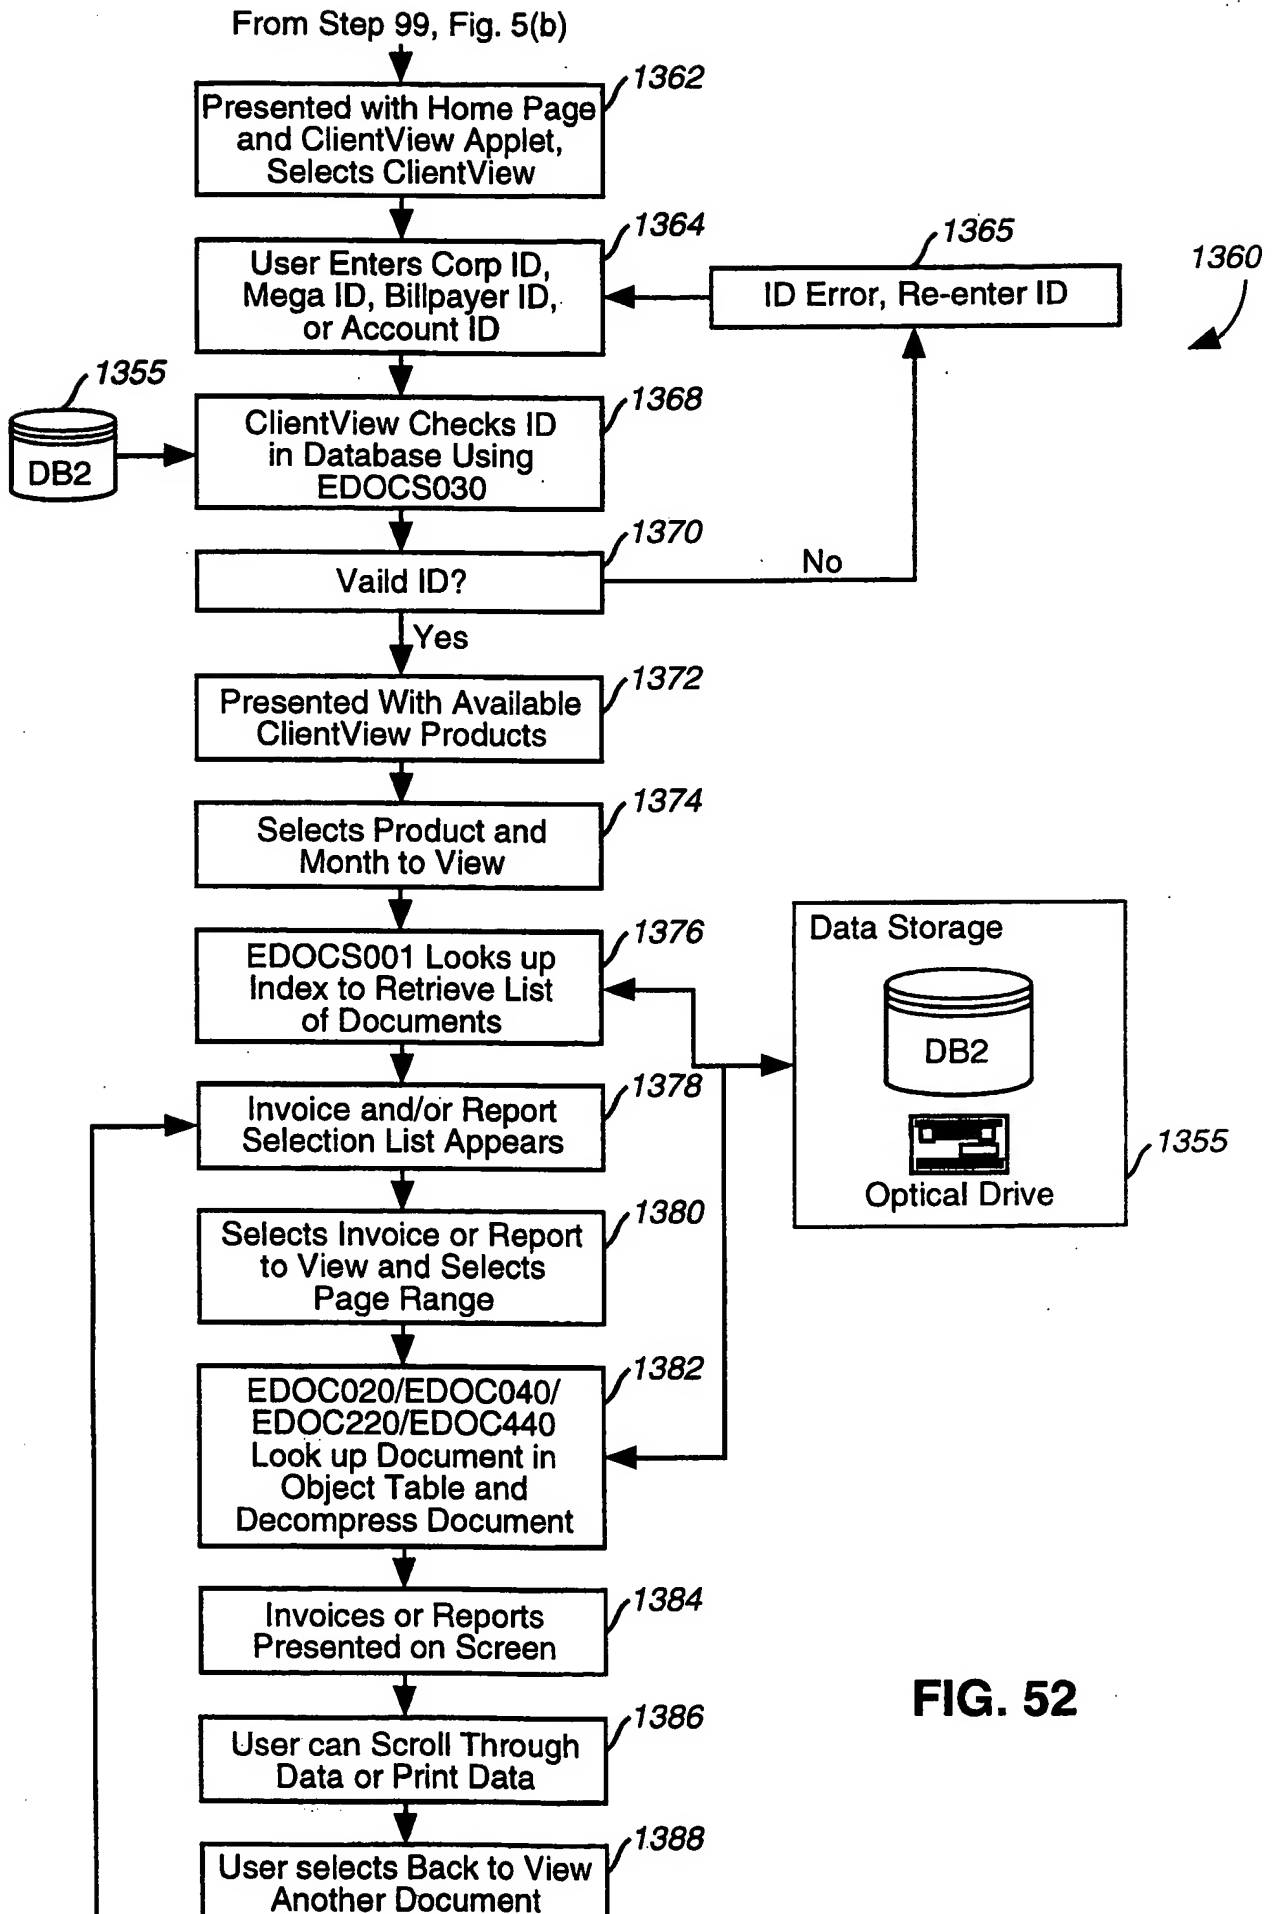 From Step 99, Fig. 5(b)
1362
Presented with Home Page
and ClientView Applet,
Selects ClientView
1364
User Enters Corp ID,
Mega ID, Billpayer ID,
or Account ID
1365
ID Error, Re-enter ID
1360
1355
DB2
1368
ClientView Checks ID
in Database Using
EDOCS030
1370
Vaild ID?
No
Yes
1372
Presented With Available
ClientView Products
1374
Selects Product and
Month to View
1376
EDOCS001 Looks up
Index to Retrieve List
of Documents
Data Storage
DB2
Optical Drive
1355
1378
Invoice and/or Report
Selection List Appears
1380
Selects Invoice or Report
to View and Selects
Page Range
1382
EDOC020/EDOC040/
EDOC220/EDOC440
Look up Document in
Object Table and
Decompress Document
1384
Invoices or Reports
Presented on Screen
1386
User can Scroll Through
Data or Print Data
1388
User selects Back to View
Another Document
FIG. 52